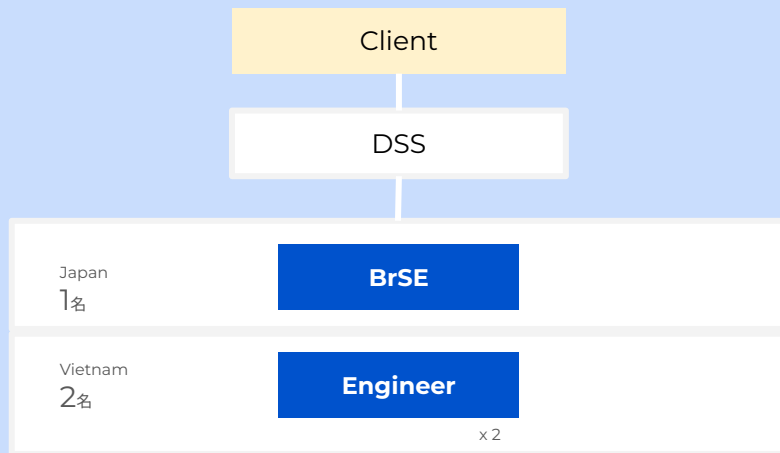 Client
DSS
Japan
1名
BrSE
Vietnam
2名
Engineer
x 2